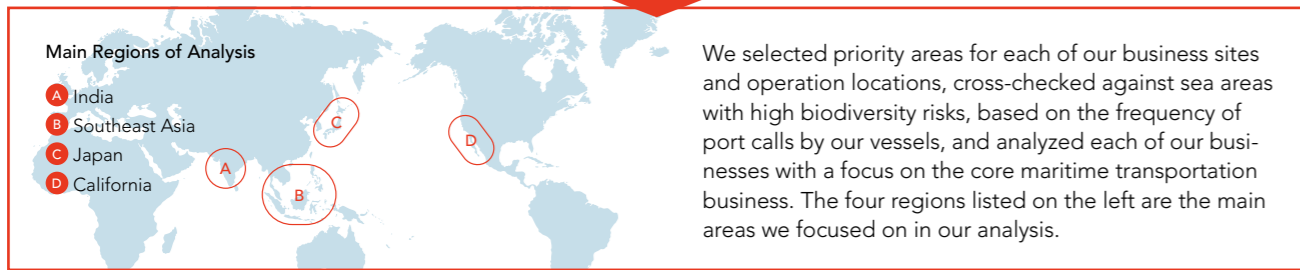 Main Regions of Analysis
A India
B Southeast Asia
C Japan
D California
A
B
C
D
We selected priority areas for each of our business sites
and operation locations, cross-checked against sea areas
with high biodiversity risks, based on the frequency of
port calls by our vessels, and analyzed each of our busi-
nesses with a focus on the core maritime transportation
business. The four regions listed on the left are the main
areas we focused on in our analysis.